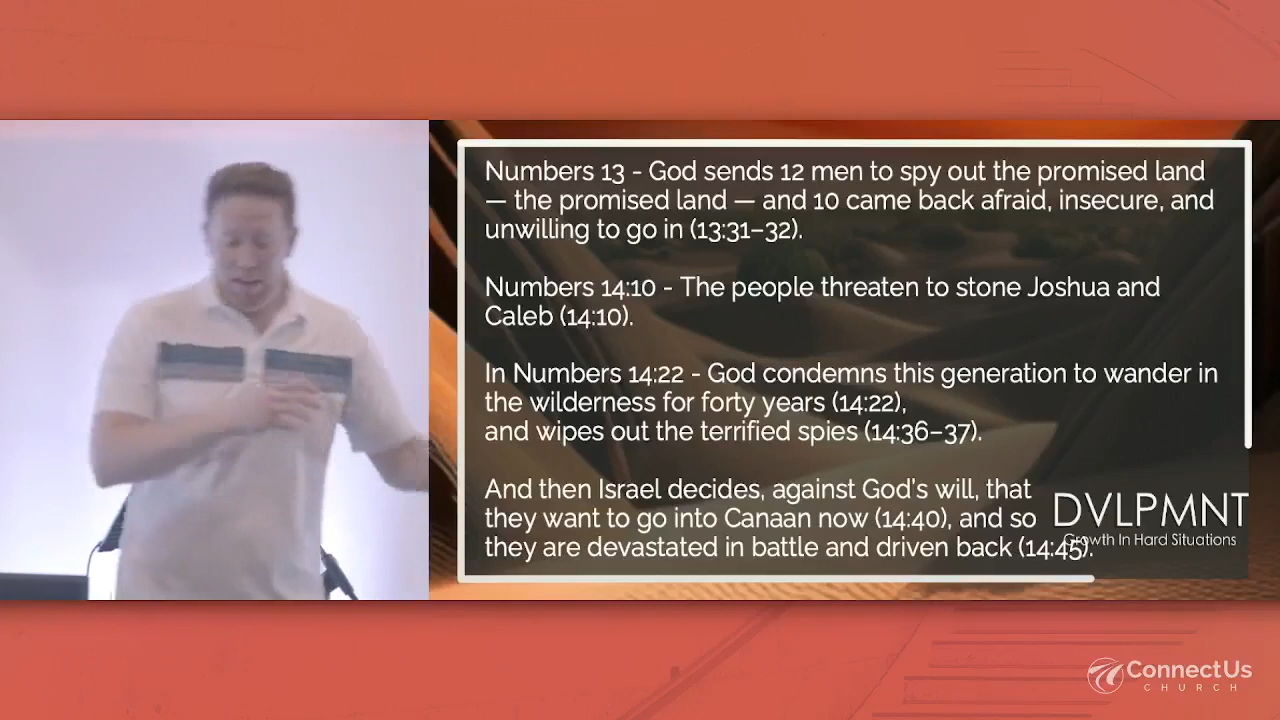 Numbers 13 - God sends 12 men to spy out the promised land
— the promised land — and 10 came back afraid, insecure, and
unwilling to go in (13:31–32).
Numbers 14:10 - The people threaten to stone Joshua and
Caleb (14:10).
In Numbers 14:22 - God condemns this generation to wander in
the wilderness for forty years (14:22),
and wipes out the terrified spies (14:36–37).
And then Israel decides, against God's will, that
they want to go into Canaan now (14:40), and so
they are devastated in battle and driven back (14:45).
DVLPMNT
Growth In Hard Situations
ConnectUs
CHURCH